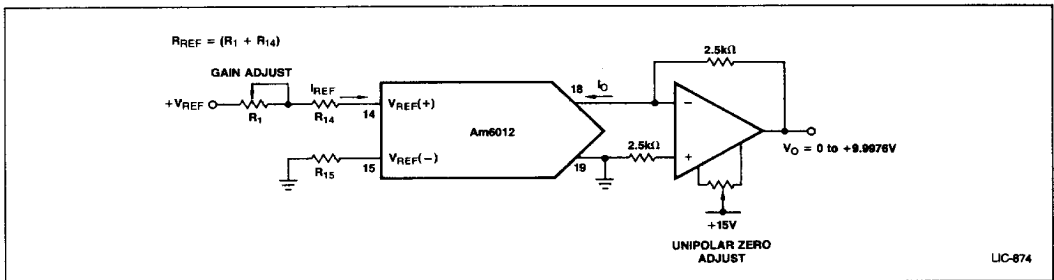 RREF = (R1 + R14)
GAIN ADJUST
+VREF
R1
IREF
R14
14
VREF(+)
Am6012
18
IO
2.5kΩ
−
+
VO = 0 to +9.9976V
R15
15
VREF(−)
19
2.5kΩ
+15V
UNIPOLAR ZERO
ADJUST
LIC-874